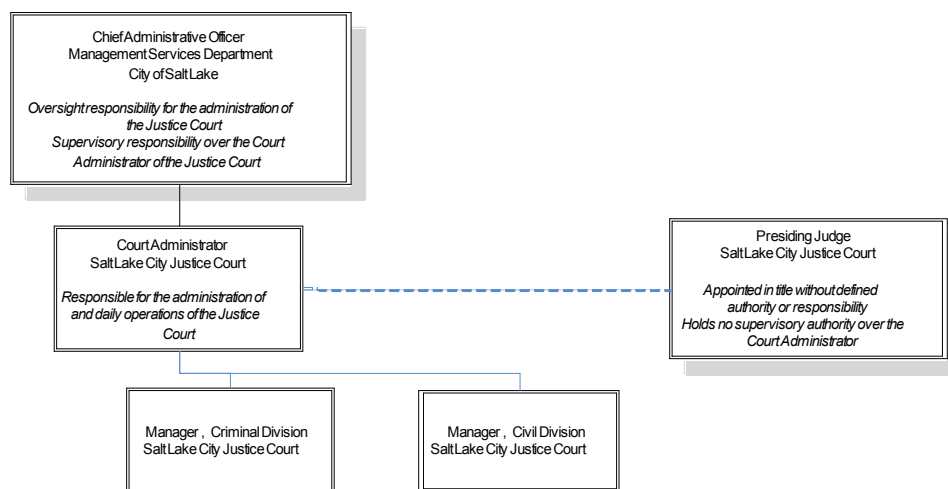 Chief Administrative Officer
Management Services Department
City of Salt Lake
Oversight responsibility for the administration of
the Justice Court
Supervisory responsibility over the Court
Administrator of the Justice Court
Court Administrator
Salt Lake City Justice Court
Responsible for the administration of
and daily operations of the Justice
Court
Presiding Judge
Salt Lake City Justice Court
Appointed in title without defined
authority or responsibility
Holds no supervisory authority over the
Court Administrator
Manager , Criminal Division
Salt Lake City Justice Court
Manager , Civil Division
Salt Lake City Justice Court